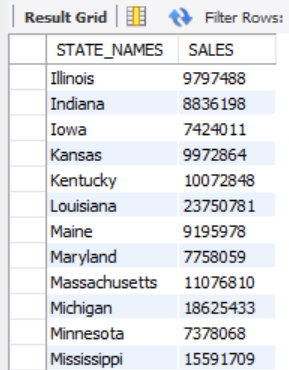 Result Grid Filter Rows:
STATE_NAMES SALES
Illinois 9797488
Indiana 8836198
Iowa 7424011
Kansas 9972864
Kentucky 10072848
Louisiana 23750781
Maine 9195978
Maryland 7758059
Massachusetts 11076810
Michigan 18625433
Minnesota 7378068
Mississippi 15591709